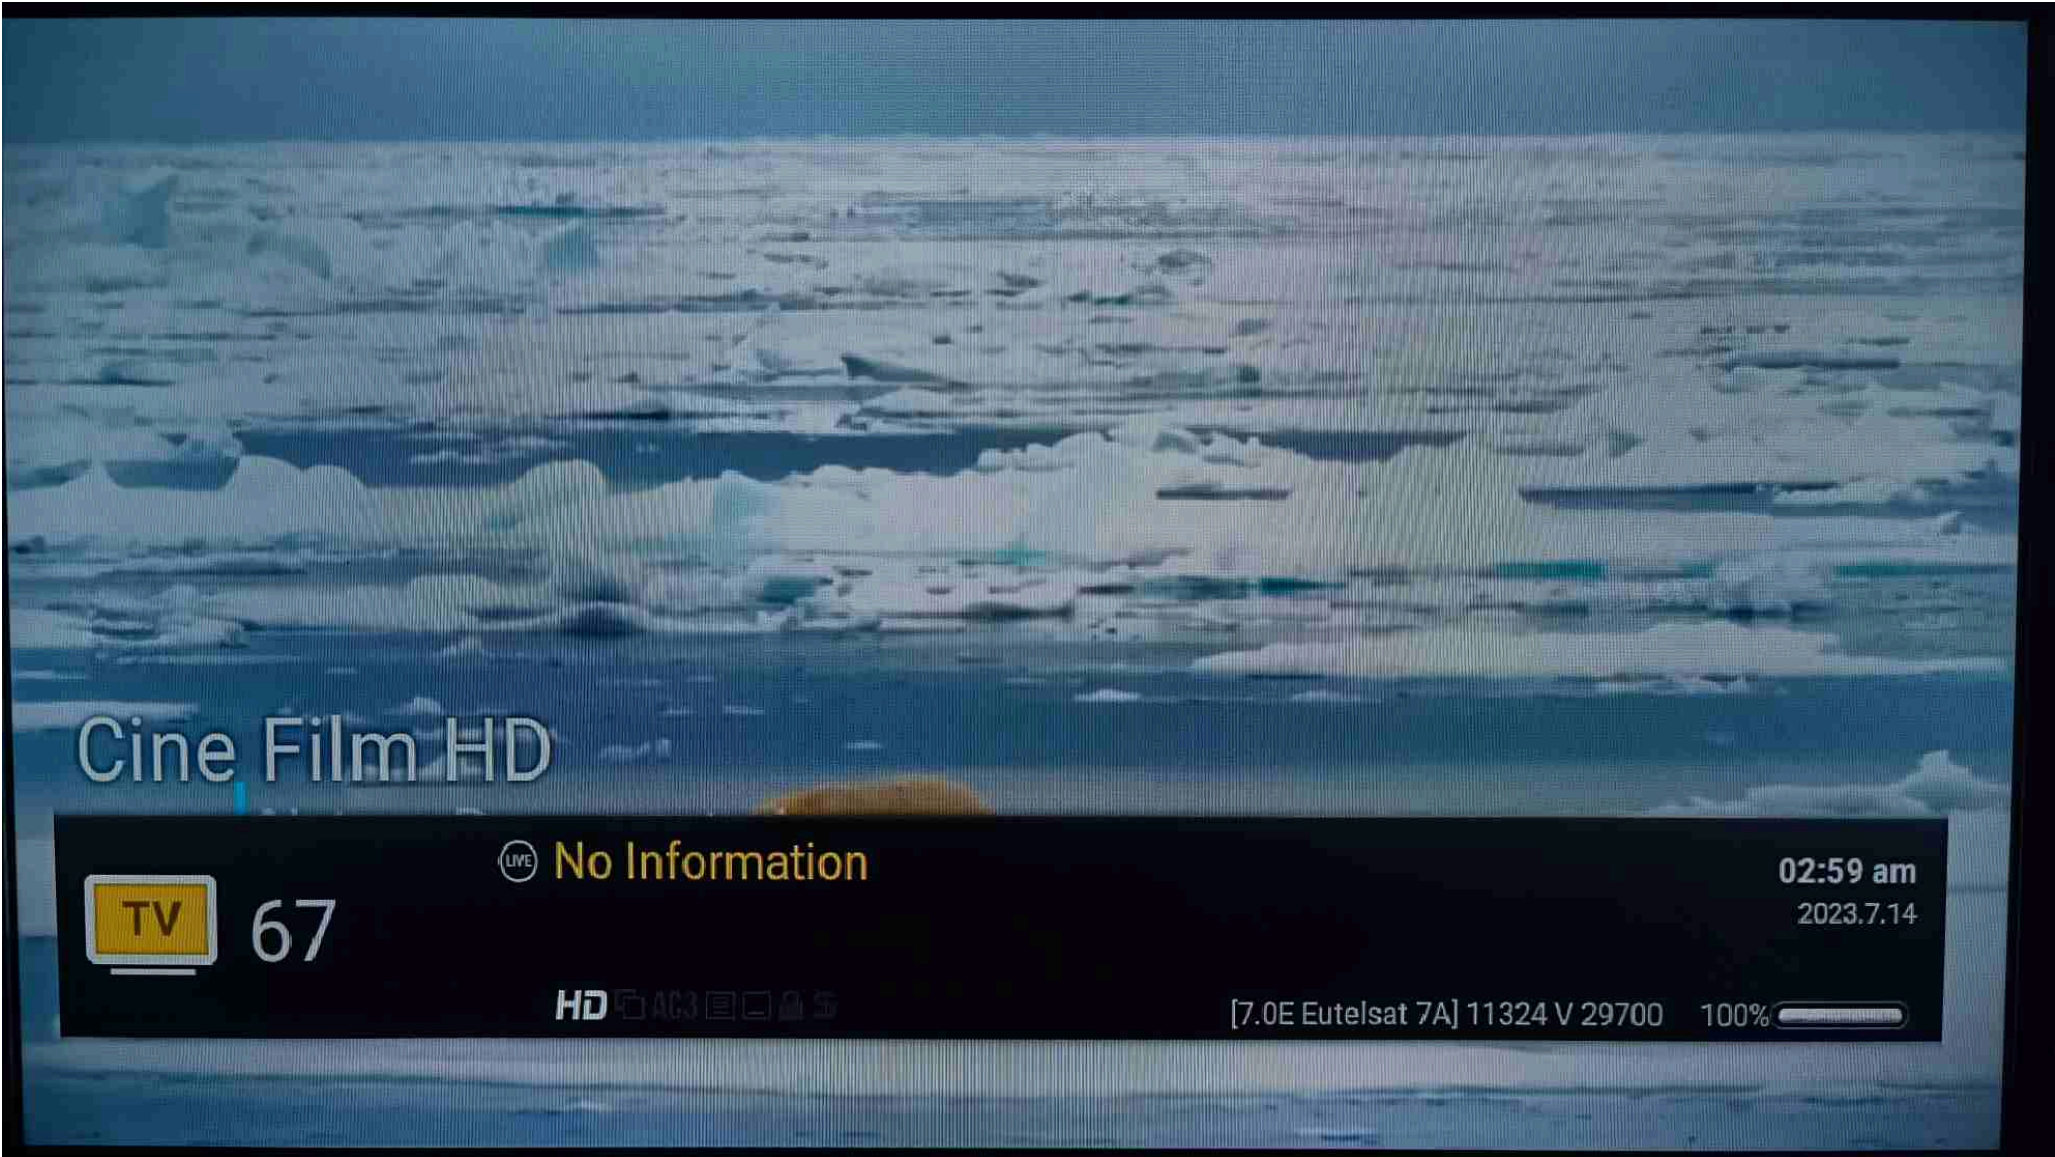 Cine Film HD
LIVE No Information
02:59 am
2023.7.14
TV 67
HD AC3
[7.0E Eutelsat 7A] 11324 V 29700 100%